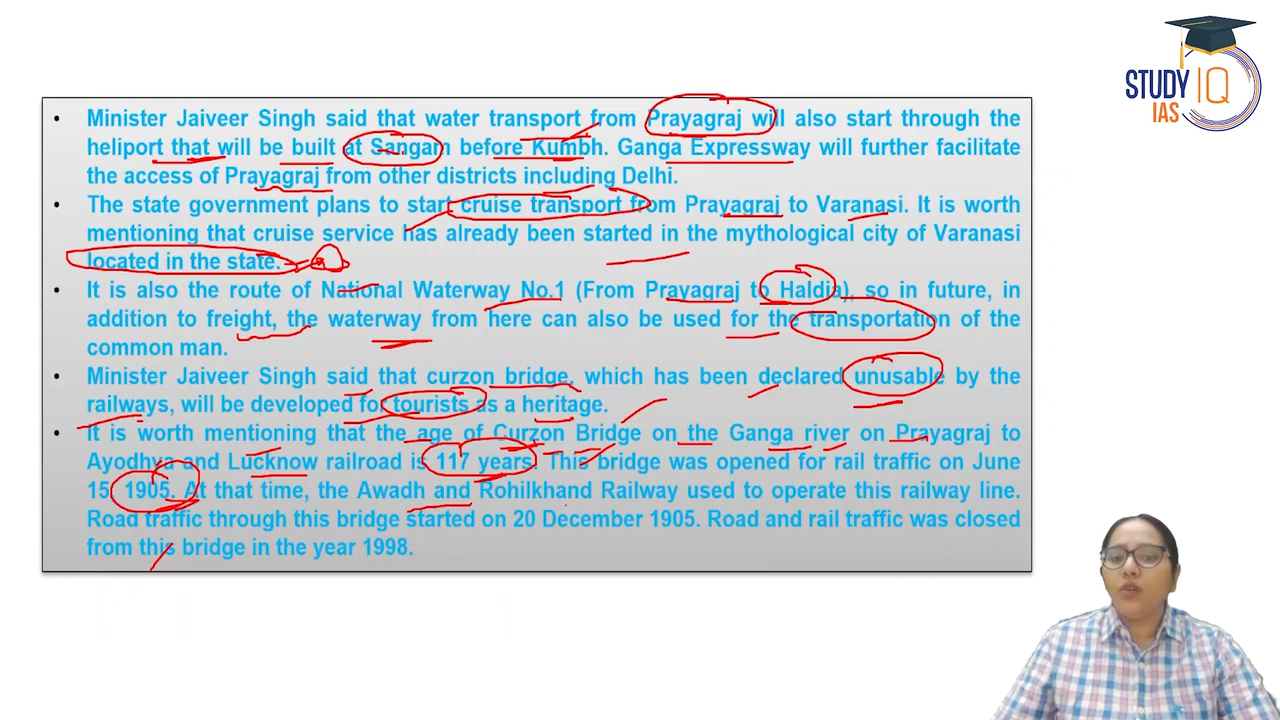 STUDY IQ
IAS
• Minister Jaiveer Singh said that water transport from Prayagraj will also start through the
heliport that will be built at Sangam before Kumbh. Ganga Expressway will further facilitate
the access of Prayagraj from other districts including Delhi.
• The state government plans to start cruise transport from Prayagraj to Varanasi. It is worth
mentioning that cruise service has already been started in the mythological city of Varanasi
located in the state.
• It is also the route of National Waterway No.1 (From Prayagraj to Haldia), so in future, in
addition to freight, the waterway from here can also be used for the transportation of the
common man.
• Minister Jaiveer Singh said that curzon bridge, which has been declared unusable by the
railways, will be developed for tourists as a heritage.
• It is worth mentioning that the age of Curzon Bridge on the Ganga river on Prayagraj to
Ayodhya and Lucknow railroad is 117 years. This bridge was opened for rail traffic on June
15, 1905. At that time, the Awadh and Rohilkhand Railway used to operate this railway line.
Road traffic through this bridge started on 20 December 1905. Road and rail traffic was closed
from this bridge in the year 1998.